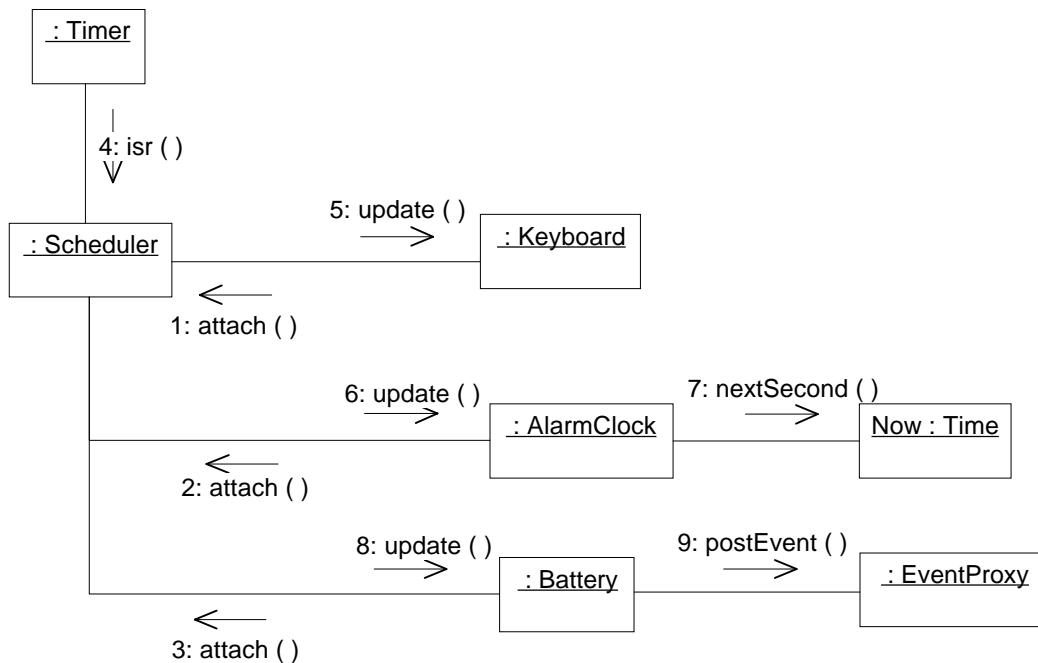 : Timer
4: isr ( )
5: update ( )
: Scheduler
: Keyboard
1: attach ( )
6: update ( )
7: nextSecond ( )
: AlarmClock
Now : Time
2: attach ( )
8: update ( )
9: postEvent ( )
: Battery
: EventProxy
3: attach ( )